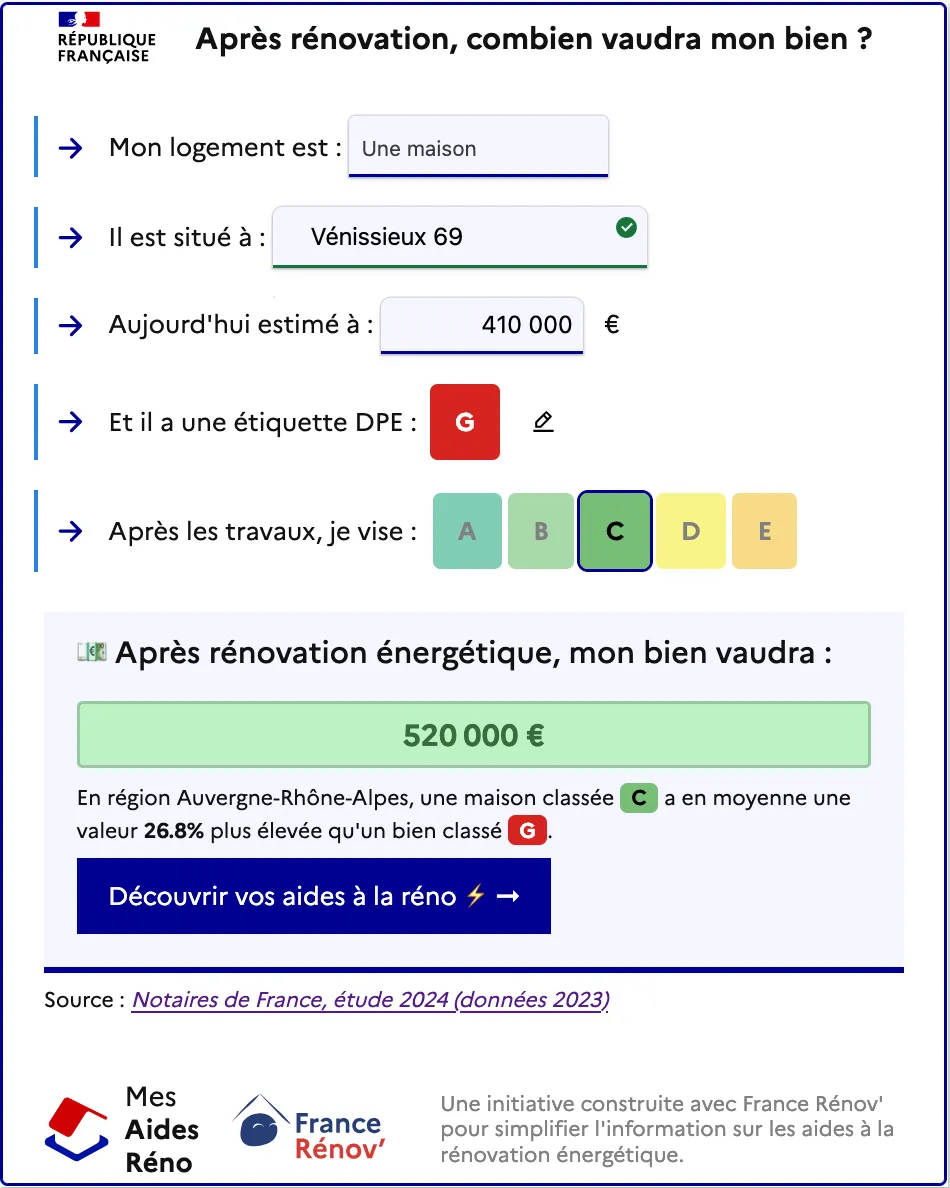 RÉPUBLIQUE
FRANÇAISE
Après rénovation, combien vaudra mon bien ?
→ Mon logement est : Une maison
→ Il est situé à : Vénissieux 69
→ Aujourd'hui estimé à : 410 000 €
→ Et il a une étiquette DPE : G
→ Après les travaux, je vise : A B C D E
Après rénovation énergétique, mon bien vaudra :
520 000 €
En région Auvergne-Rhône-Alpes, une maison classée C a en moyenne une
valeur 26.8% plus élevée qu'un bien classé G.
Découvrir vos aides à la réno ⚡ →
Source : Notaires de France, étude 2024 (données 2023)
Mes
Aides
Réno
France
Rénov'
Une initiative construite avec France Rénov'
pour simplifier l'information sur les aides à la
rénovation énergétique.